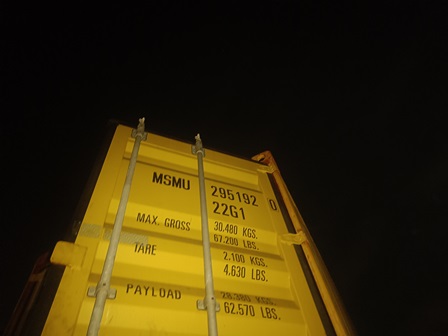 MSMU 295192 0
22G1
MAX. GROSS 30.480 KGS.
67.200 LBS.
TARE 2.100 KGS.
4,630 LBS.
PAYLOAD 28.380 KGS.
62.570 LBS.